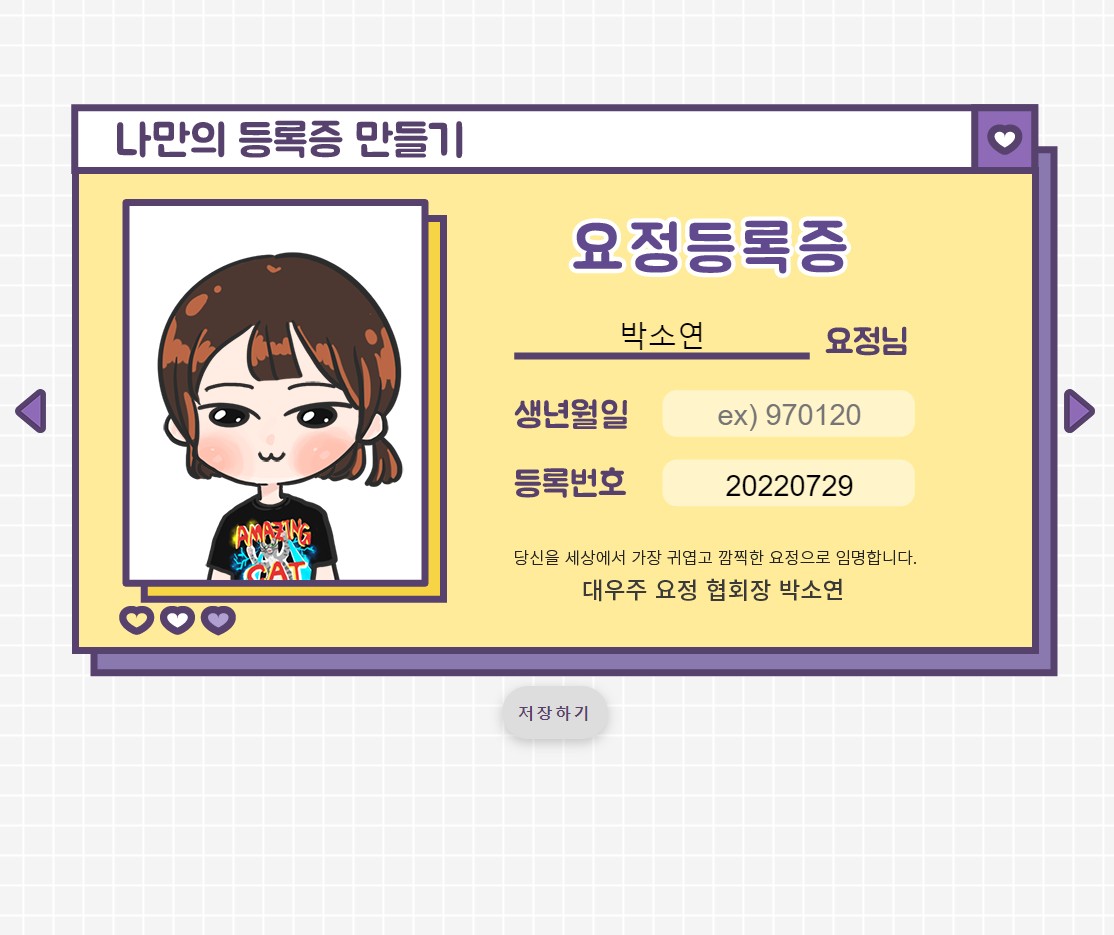 나만의 등록증 만들기
요정등록증
박소연 요정님
생년월일 ex) 970120
등록번호 20220729
당신을 세상에서 가장 귀엽고 깜찍한 요정으로 임명합니다.
대우주 요정 협회장 박소연
AMAZING
CAT
저장하기